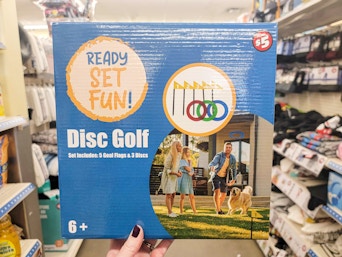 $5
READY
SET
FUN!
Disc Golf
Set Includes: 5 Goal Flags & 3 Discs
6+